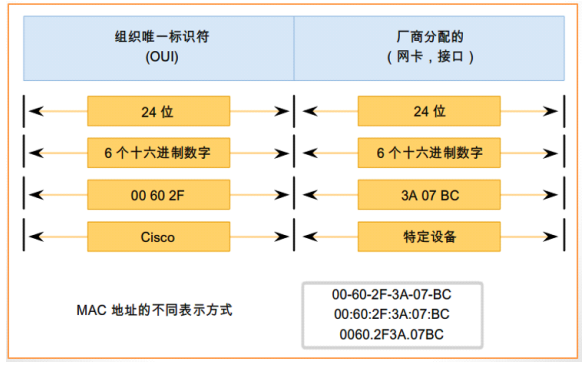 组织唯一标识符
(OUI)
厂商分配的
（网卡，接口）
24 位
24 位
6 个十六进制数字
6 个十六进制数字
00 60 2F
3A 07 BC
Cisco
特定设备
MAC 地址的不同表示方式
00-60-2F-3A-07-BC
00:60:2F:3A:07:BC
0060.2F3A.07BC